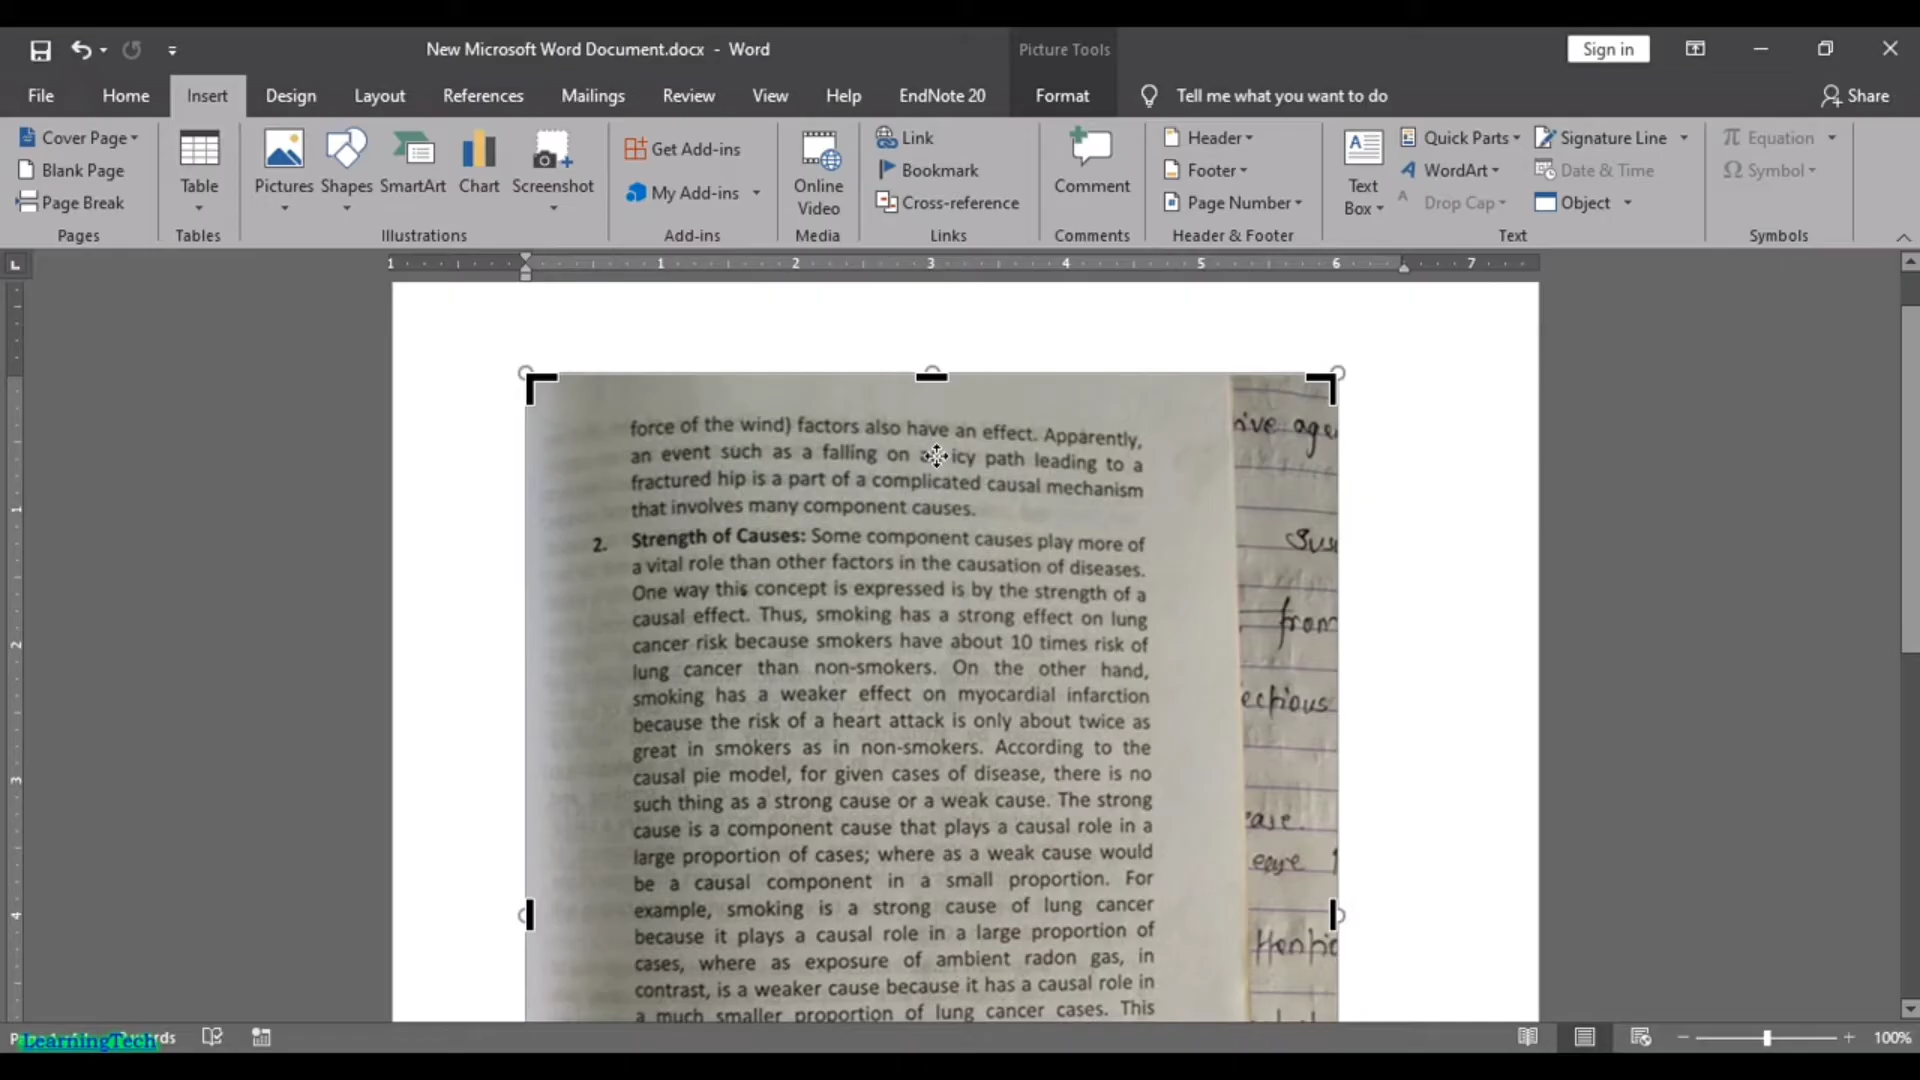 New Microsoft Word Document.docx - Word
Picture Tools
Sign in
File
Home
Insert
Design
Layout
References
Mailings
Review
View
Help
EndNote 20
Format
Tell me what you want to do
Share
Cover Page
Blank Page
Page Break
Pages
Table
Tables
Pictures
Shapes
SmartArt
Chart
Screenshot
Illustrations
Get Add-ins
My Add-ins
Add-ins
Online
Video
Media
Link
Bookmark
Cross-reference
Links
Comment
Comments
Header
Footer
Page Number
Header & Footer
Text
Box
Quick Parts
WordArt
Drop Cap
Signature Line
Date & Time
Object
Text
Equation
Symbol
Symbols
1 1 2 3 4 5 6 7
force of the wind) factors also have an effect. Apparently,
an event such as a falling on icy path leading to a
fractured hip is a part of a complicated causal mechanism
that involves many component causes.
2. Strength of Causes: Some component causes play more of
a vital role than other factors in the causation of diseases.
One way this concept is expressed is by the strength of a
causal effect. Thus, smoking has a strong effect on lung
cancer risk because smokers have about 10 times risk of
lung cancer than non-smokers. On the other hand,
smoking has a weaker effect on myocardial infarction
because the risk of a heart attack is only about twice as
great in smokers as in non-smokers. According to the
causal pie model, for given cases of disease, there is no
such thing as a strong cause or a weak cause. The strong
cause is a component cause that plays a causal role in a
large proportion of cases; where as a weak cause would
be a causal component in a small proportion. For
example, smoking is a strong cause of lung cancer
because it plays a causal role in a large proportion of
cases, where as exposure of ambient radon gas, in
contrast, is a weaker cause because it has a causal role in
a much smaller proportion of lung cancer cases. This
from
1
2
3
4
LearningTech
100%